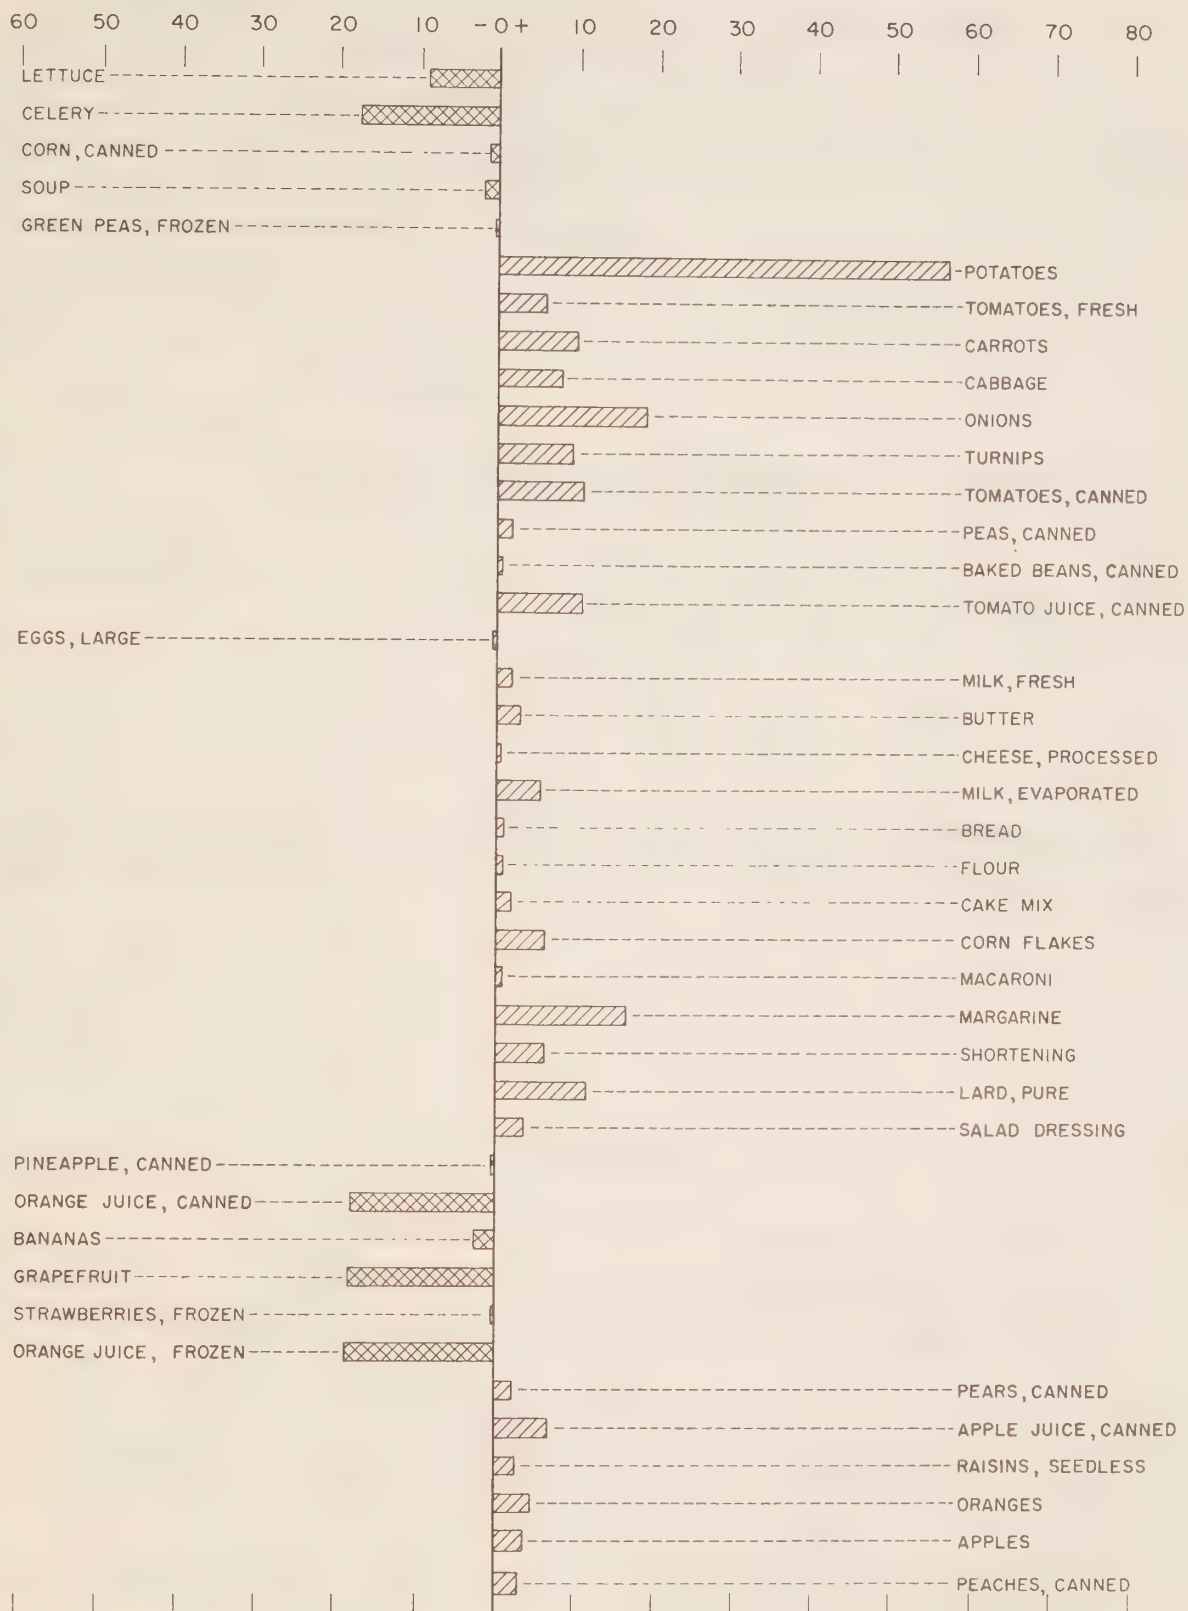 60 50 40 30 20 10 - 0 + 10 20 30 40 50 60 70 80
LETTUCE
CELERY
CORN, CANNED
SOUP
GREEN PEAS, FROZEN
POTATOES
TOMATOES, FRESH
CARROTS
CABBAGE
ONIONS
TURNIPS
TOMATOES, CANNED
PEAS, CANNED
BAKED BEANS, CANNED
TOMATO JUICE, CANNED
EGGS, LARGE
MILK, FRESH
BUTTER
CHEESE, PROCESSED
MILK, EVAPORATED
BREAD
FLOUR
CAKE MIX
CORN FLAKES
MACARONI
MARGARINE
SHORTENING
LARD, PURE
SALAD DRESSING
PINEAPPLE, CANNED
ORANGE JUICE, CANNED
BANANAS
GRAPEFRUIT
STRAWBERRIES, FROZEN
ORANGE JUICE, FROZEN
PEARS, CANNED
APPLE JUICE, CANNED
RAISINS, SEEDLESS
ORANGES
APPLES
PEACHES, CANNED